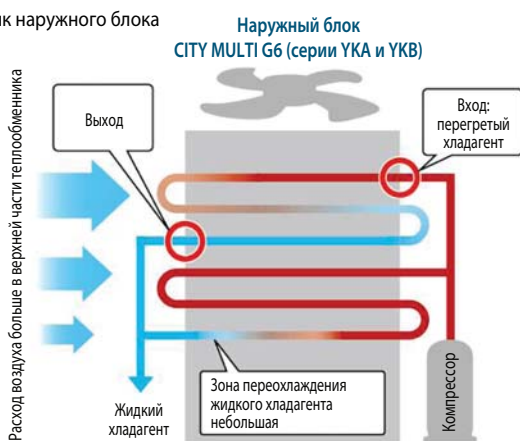 ик наружного блока
Наружный блок
CITY MULTI G6 (серии YKA и YKB)
Расход воздуха больше в верхней части теплообменника
Выход
Вход:
перегретый
хладагент
Зона переохлаждения
жидкого хладагента
небольшая
Жидкий
хладагент
Компрессор